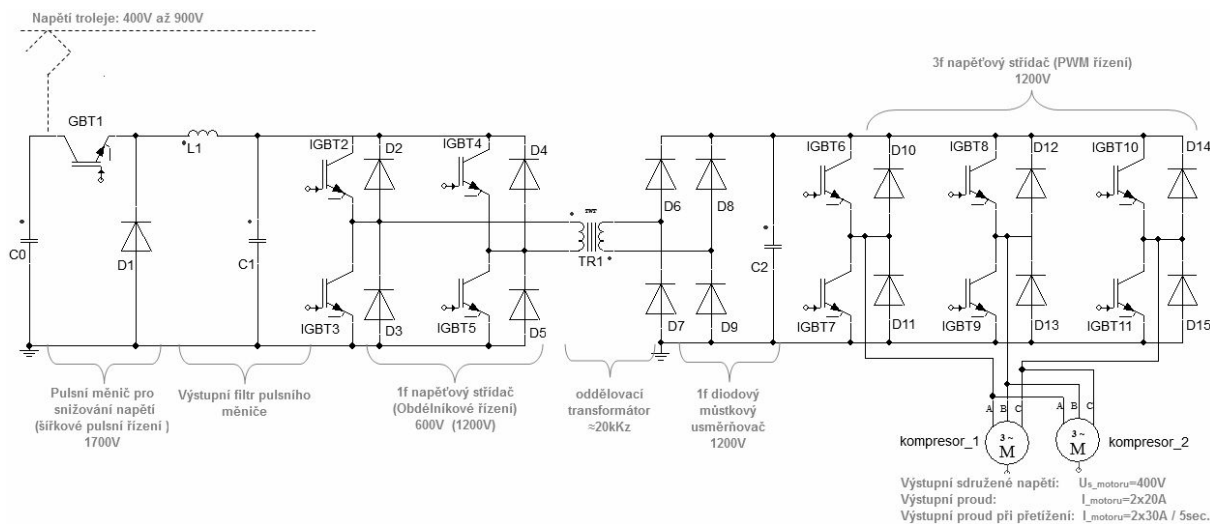 Napětí troleje: 400V až 900V
3f napěťový střídač (PWM řízení)
1200V
GBT1
L1
IGBT2
D2
IGBT4
D4
D6
D8
IGBT6
D10
IGBT8
D12
IGBT10
D14
C0
D1
C1
TR1
C2
IGBT3
D3
IGBT5
D5
D7
D9
IGBT7
D11
IGBT9
D13
IGBT11
D15
Pulsní měnič pro
snižování napětí
(šířkové pulsní řízení )
1700V
Výstupní filtr pulsního
měniče
1f napěťový střídač
(Obdélníkové řízení)
600V (1200V)
oddělovací
transformátor
≈20kKz
1f diodový
můstkový
usměrňovač
1200V
A B C
A B C
kompresor_1
3 ~
M
3 ~
M
kompresor_2
Výstupní sdružené napětí: Us_motoru=400V
Výstupní proud: I_motoru=2x20A
Výstupní proud při přetížení: I_motoru=2x30A / 5sec.